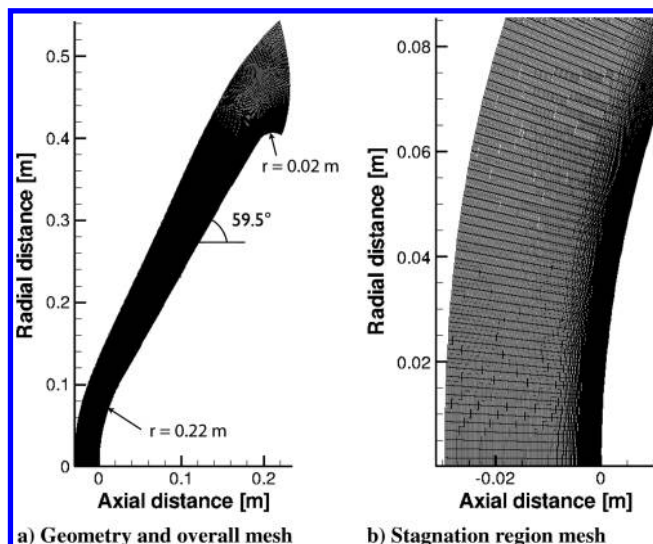 0.5
0.4
0.3
0.2
0.1
0
Radial distance [m]
r = 0.02 m
59.5°
r = 0.22 m
0 0.1 0.2
Axial distance [m]
a) Geometry and overall mesh
0.08
0.06
0.04
0.02
Radial distance [m]
-0.02 0
Axial distance [m]
b) Stagnation region mesh